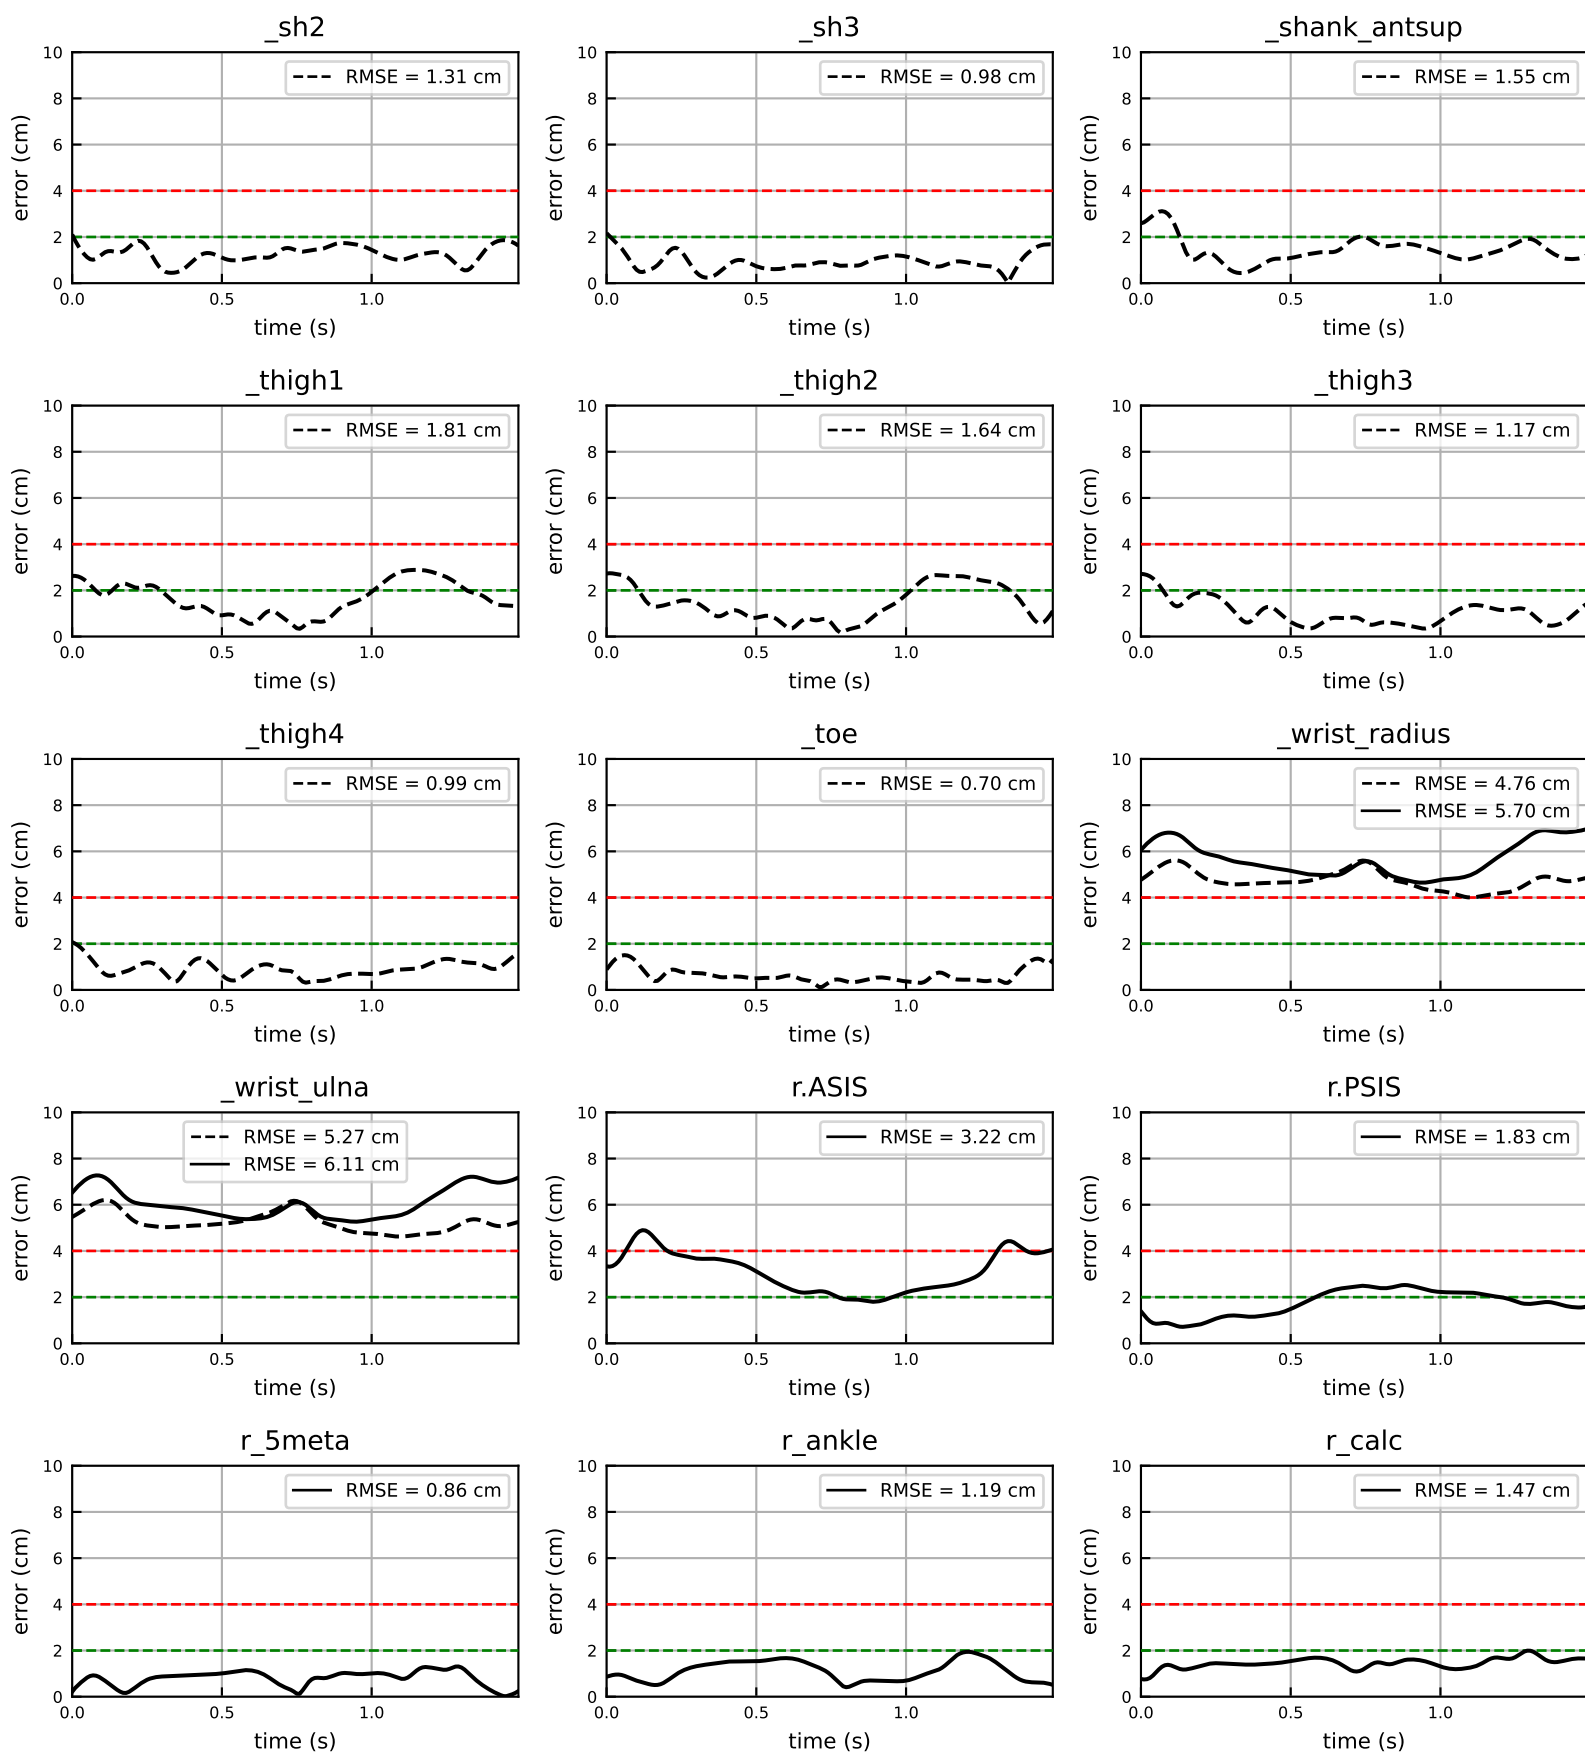 _sh2
10
8
6
4
2
0
error (cm)
RMSE = 1.31 cm
0.0 0.5 1.0
time (s)
_sh3
10
8
6
4
2
0
error (cm)
RMSE = 0.98 cm
0.0 0.5 1.0
time (s)
_shank_antsup
10
8
6
4
2
0
error (cm)
RMSE = 1.55 cm
0.0 0.5 1.0
time (s)
_thigh1
10
8
6
4
2
0
error (cm)
RMSE = 1.81 cm
0.0 0.5 1.0
time (s)
_thigh2
10
8
6
4
2
0
error (cm)
RMSE = 1.64 cm
0.0 0.5 1.0
time (s)
_thigh3
10
8
6
4
2
0
error (cm)
RMSE = 1.17 cm
0.0 0.5 1.0
time (s)
_thigh4
10
8
6
4
2
0
error (cm)
RMSE = 0.99 cm
0.0 0.5 1.0
time (s)
_toe
10
8
6
4
2
0
error (cm)
RMSE = 0.70 cm
0.0 0.5 1.0
time (s)
_wrist_radius
10
8
6
4
2
0
error (cm)
RMSE = 4.76 cm
RMSE = 5.70 cm
0.0 0.5 1.0
time (s)
_wrist_ulna
10
8
6
4
2
0
error (cm)
RMSE = 5.27 cm
RMSE = 6.11 cm
0.0 0.5 1.0
time (s)
r.ASIS
10
8
6
4
2
0
error (cm)
RMSE = 3.22 cm
0.0 0.5 1.0
time (s)
r.PSIS
10
8
6
4
2
0
error (cm)
RMSE = 1.83 cm
0.0 0.5 1.0
time (s)
r_5meta
10
8
6
4
2
0
error (cm)
RMSE = 0.86 cm
0.0 0.5 1.0
time (s)
r_ankle
10
8
6
4
2
0
error (cm)
RMSE = 1.19 cm
0.0 0.5 1.0
time (s)
r_calc
10
8
6
4
2
0
error (cm)
RMSE = 1.47 cm
0.0 0.5 1.0
time (s)